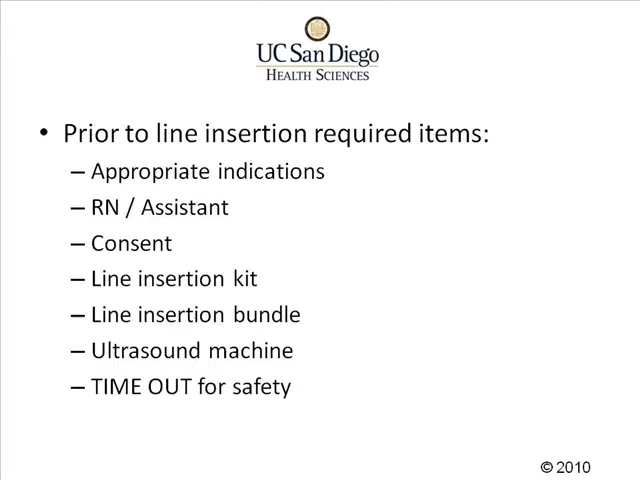 UC San Diego
HEALTH SCIENCES
• Prior to line insertion required items:
– Appropriate indications
– RN / Assistant
– Consent
– Line insertion kit
– Line insertion bundle
– Ultrasound machine
– TIME OUT for safety
© 2010